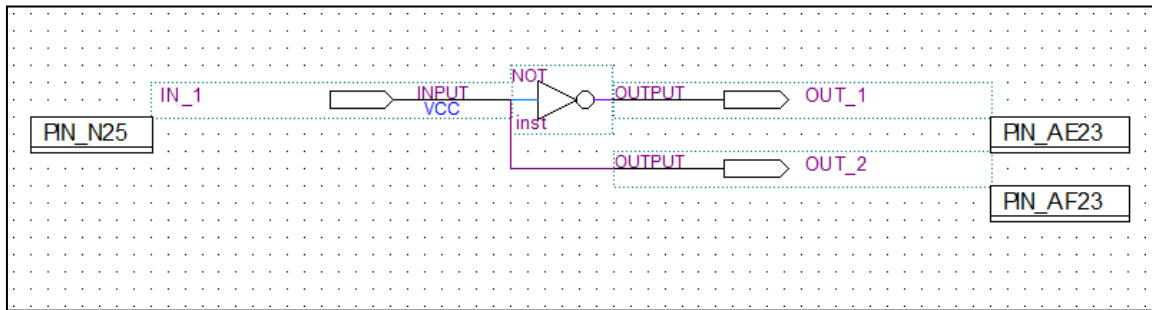 NOT
IN_1
INPUT
OUTPUT
OUT_1
VCC
inst
PIN_N25
PIN_AE23
OUTPUT
OUT_2
PIN_AF23